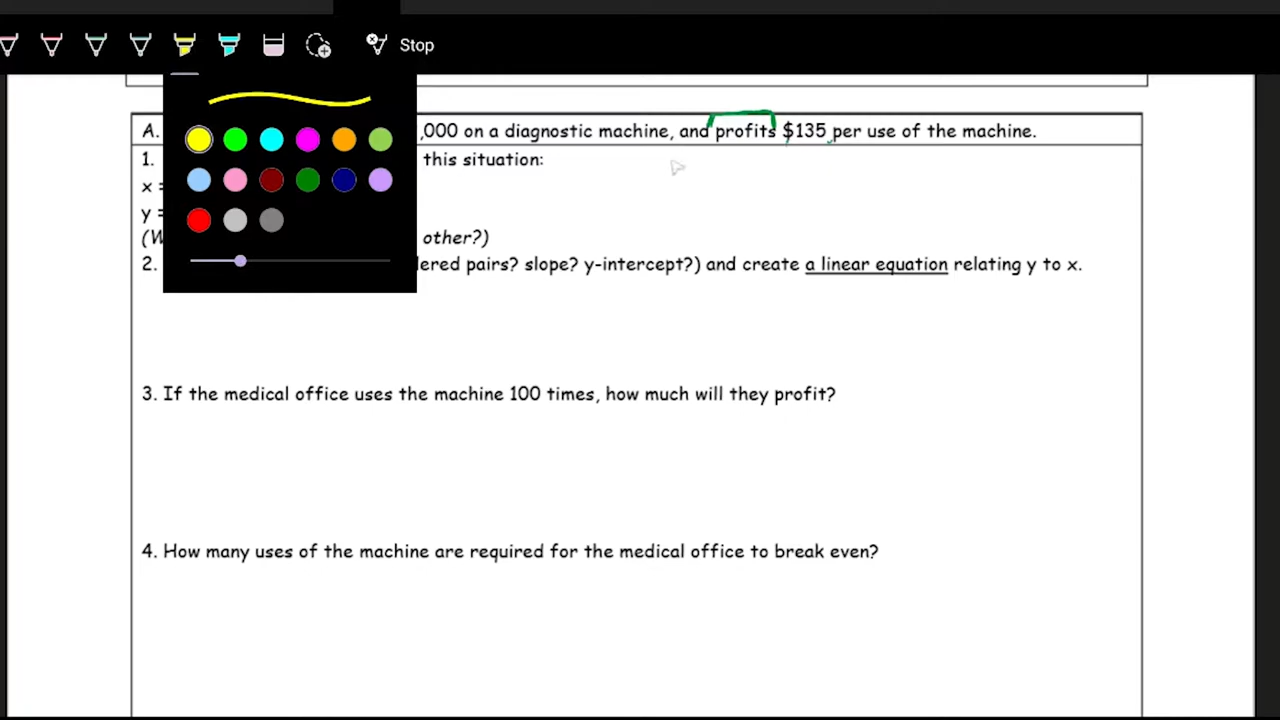 Stop
A. ,000 on a diagnostic machine, and profits $135 per use of the machine.
1. this situation:
x =
y =
(W other?)
2. dered pairs? slope? y-intercept?) and create a linear equation relating y to x.
3. If the medical office uses the machine 100 times, how much will they profit?
4. How many uses of the machine are required for the medical office to break even?